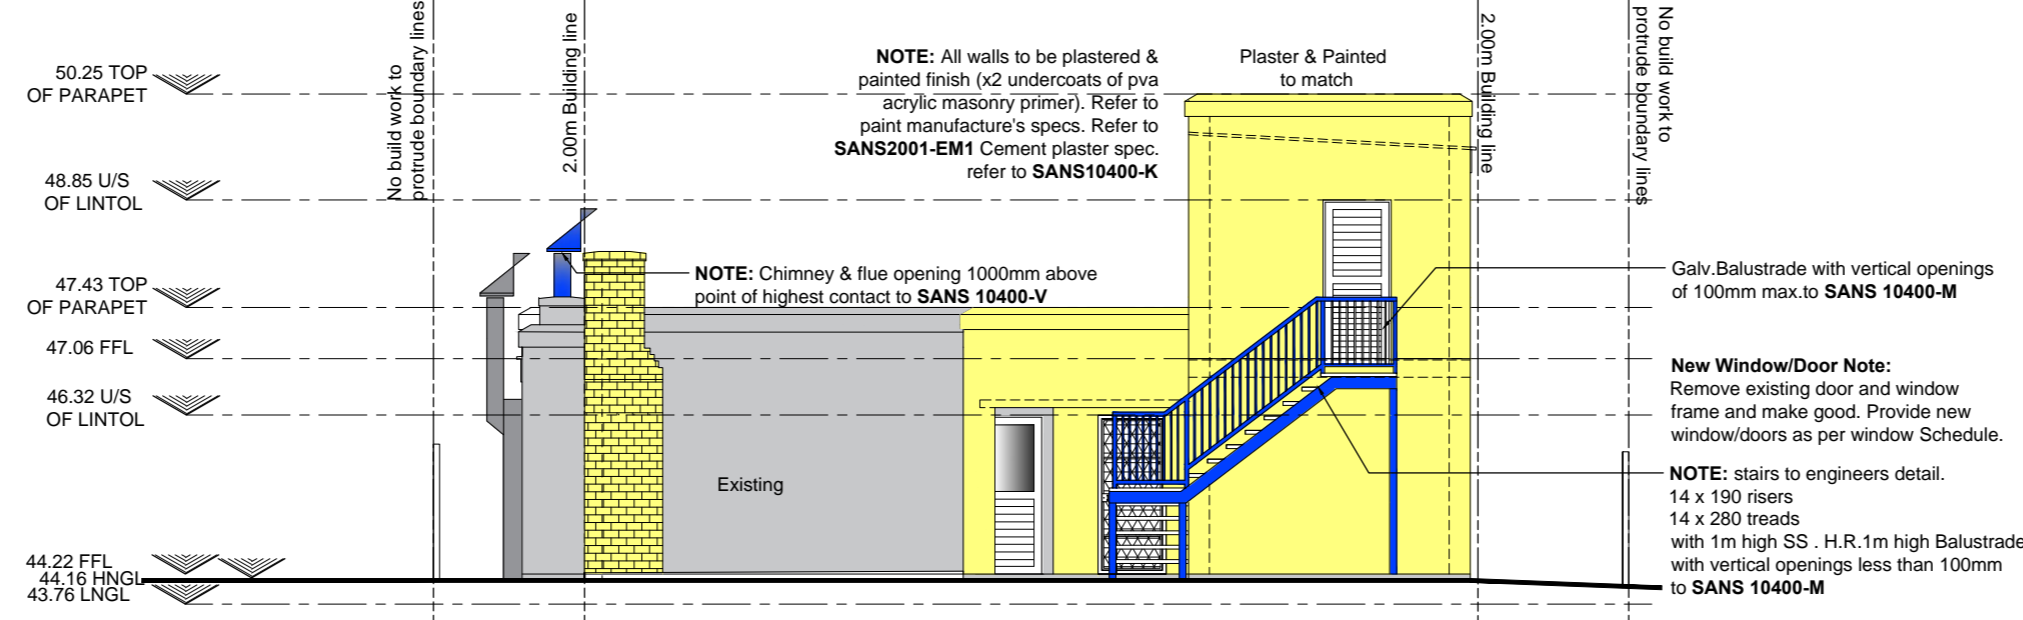 50.25 TOP
OF PARAPET
48.85 U/S
OF LINTOL
47.43 TOP
OF PARAPET
47.06 FFL
46.32 U/S
OF LINTOL
44.22 FFL
44.16 HNGL
43.76 LNGL
No build work to
protrude boundary lines
2.00m Building line
NOTE: All walls to be plastered &
painted finish (x2 undercoats of pva
acrylic masonry primer). Refer to
paint manufacture's specs. Refer to
SANS2001-EM1 Cement plaster spec.
refer to SANS10400-K
Plaster & Painted
to match
2.00m Building line
No build work to
protrude boundary lines
NOTE: Chimney & flue opening 1000mm above
point of highest contact to SANS 10400-V
Existing
Galv.Balustrade with vertical openings
of 100mm max.to SANS 10400-M
New Window/Door Note:
Remove existing door and window
frame and make good. Provide new
window/doors as per window Schedule.
NOTE: stairs to engineers detail.
14 x 190 risers
14 x 280 treads
with 1m high SS . H.R.1m high Balustrade
with vertical openings less than 100mm
to SANS 10400-M